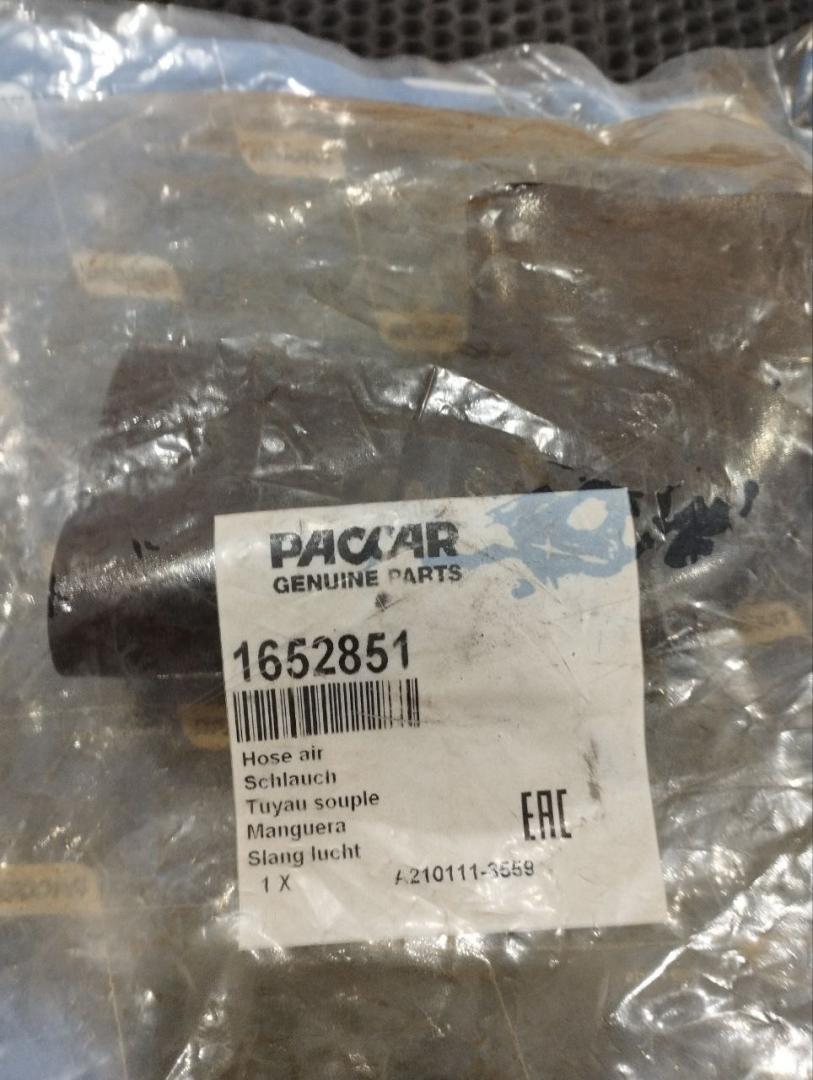 PACCAR
GENUINE PARTS
1652851
Hose air
Schlauch
Tuyau souple
Manguera
Slang lucht
EAC
1 X A210111-3559